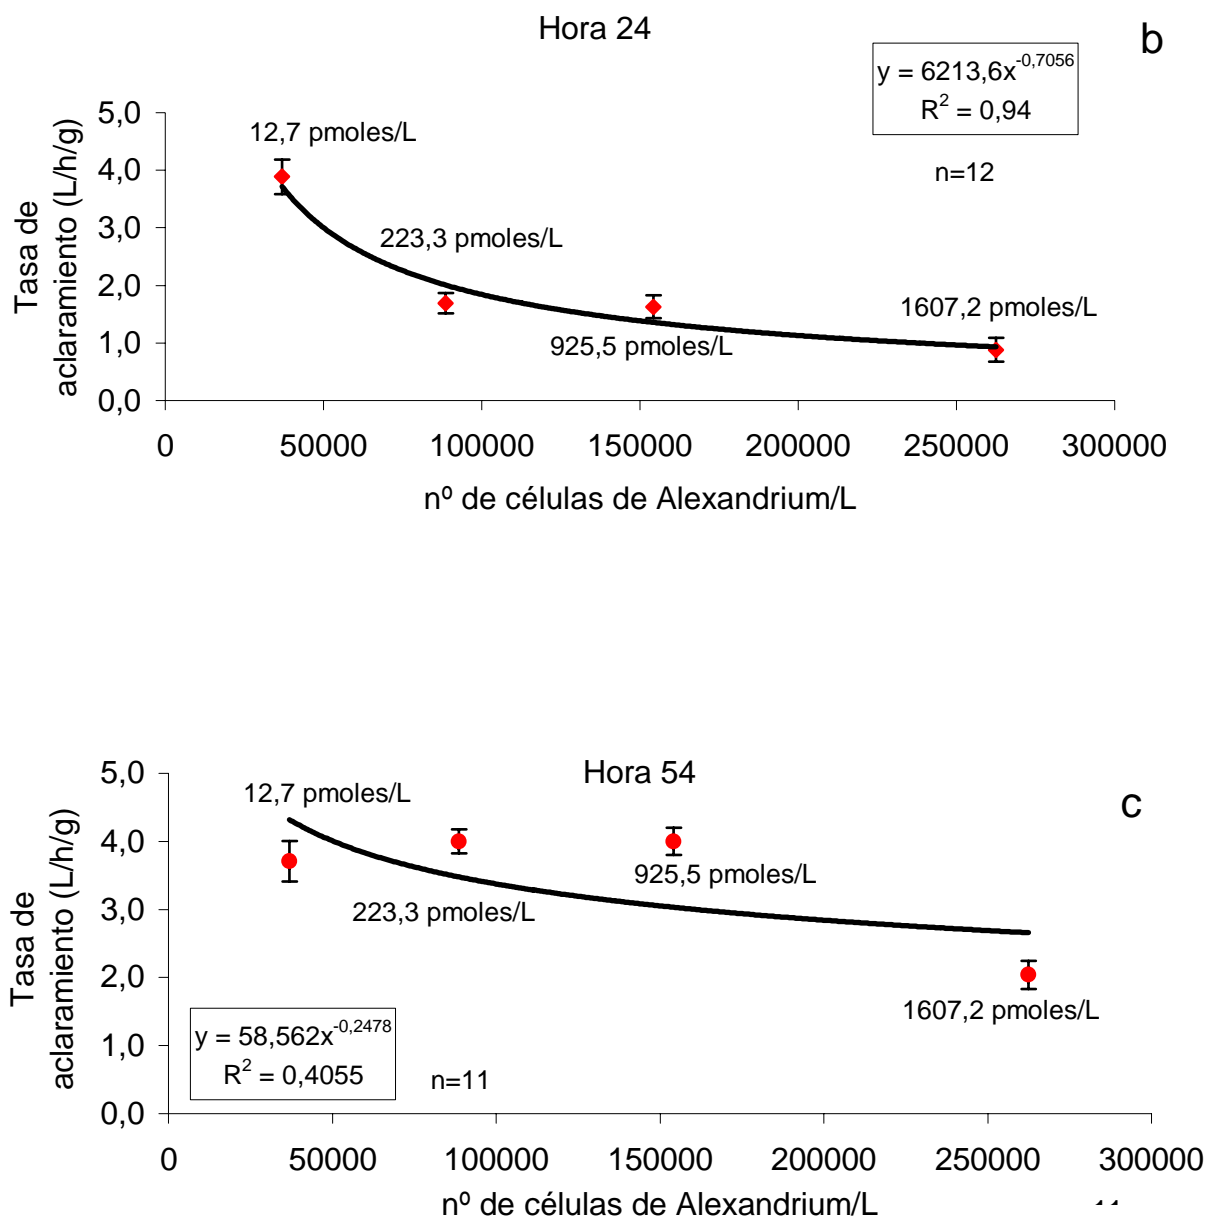 Hora 24
b
y = 6213,6x^-0,7056
R² = 0,94
n=12
12,7 pmoles/L
223,3 pmoles/L
925,5 pmoles/L
1607,2 pmoles/L
Tasa de
aclaramiento (L/h/g)
5,0
4,0
3,0
2,0
1,0
0,0
0 50000 100000 150000 200000 250000 300000
nº de células de Alexandrium/L
Hora 54
c
12,7 pmoles/L
223,3 pmoles/L
925,5 pmoles/L
1607,2 pmoles/L
y = 58,562x^-0,2478
R² = 0,4055
n=11
Tasa de
aclaramiento (L/h/g)
5,0
4,0
3,0
2,0
1,0
0,0
0 50000 100000 150000 200000 250000 300000
nº de células de Alexandrium/L